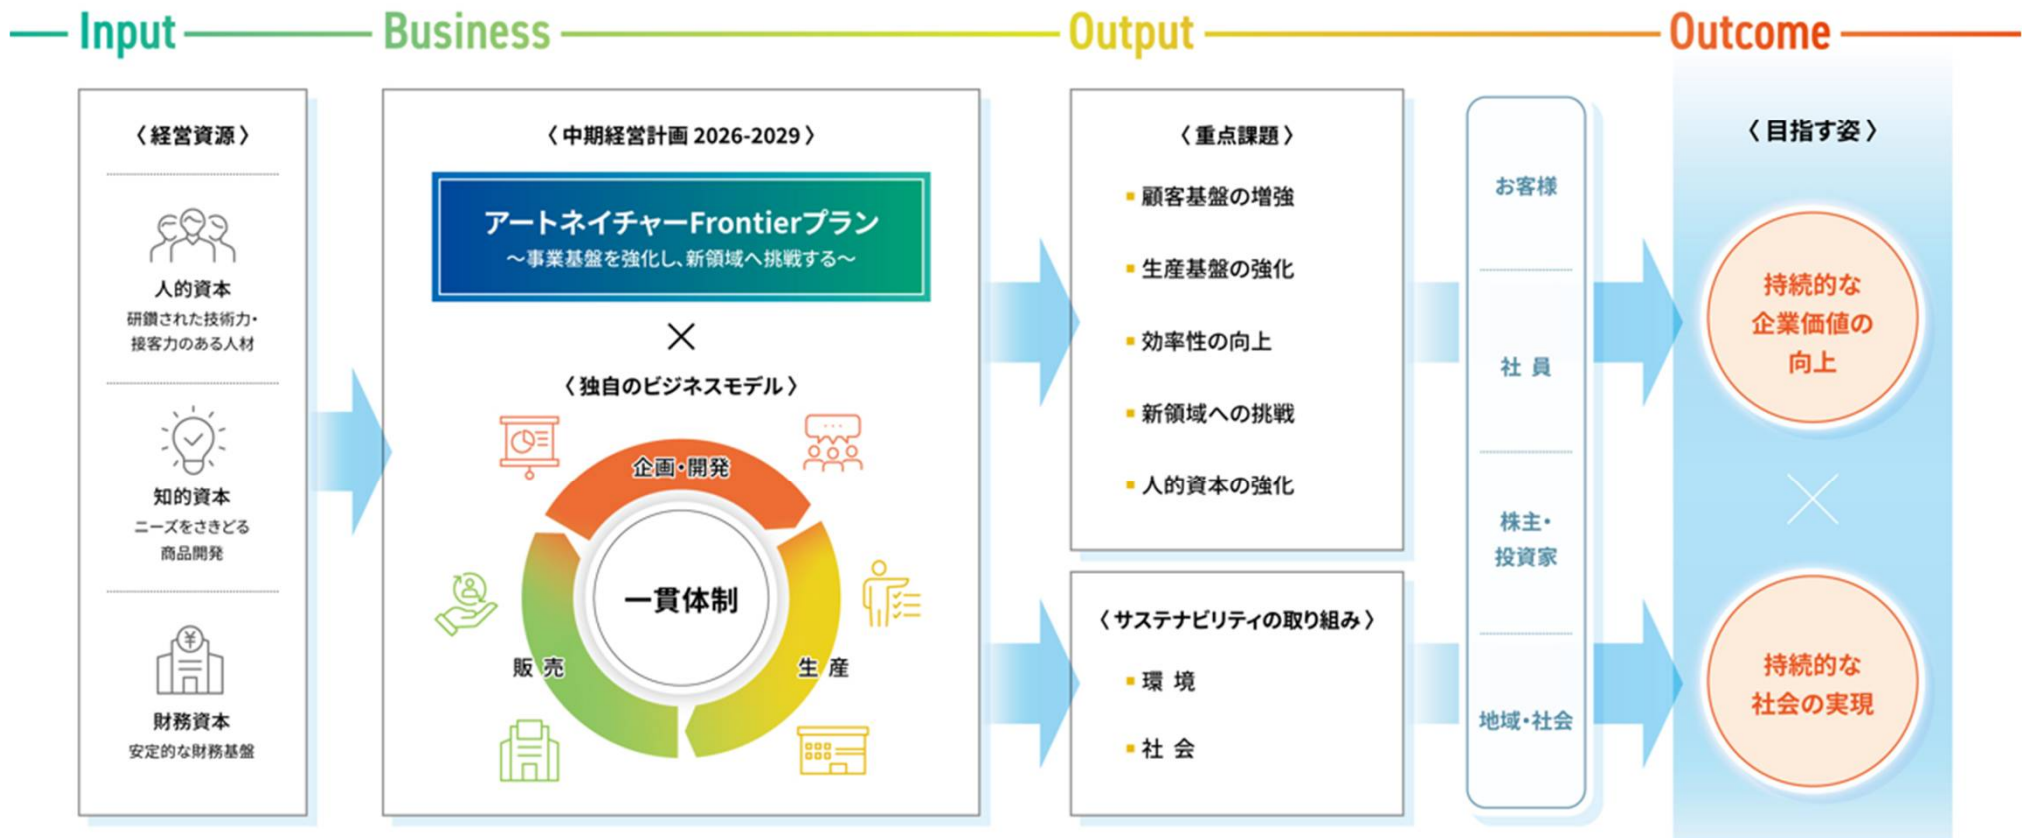 Input
Business
Output
Outcome
〈 経営資源 〉
人的資本
研鑽された技術力・
接客力のある人材
知的資本
ニーズをさきどる
商品開発
財務資本
安定的な財務基盤
〈 中期経営計画 2026-2029 〉
アートネイチャーFrontierプラン
～事業基盤を強化し、新領域へ挑戦する～
×
〈 独自のビジネスモデル 〉
企画・開発
一貫体制
販売
生産
〈 重点課題 〉
▪ 顧客基盤の増強
▪ 生産基盤の強化
▪ 効率性の向上
▪ 新領域への挑戦
▪ 人的資本の強化
〈 サステナビリティの取り組み 〉
▪ 環境
▪ 社会
お客様
社員
株主・
投資家
地域・社会
〈 目指す姿 〉
持続的な
企業価値の
向上
×
持続的な
社会の実現